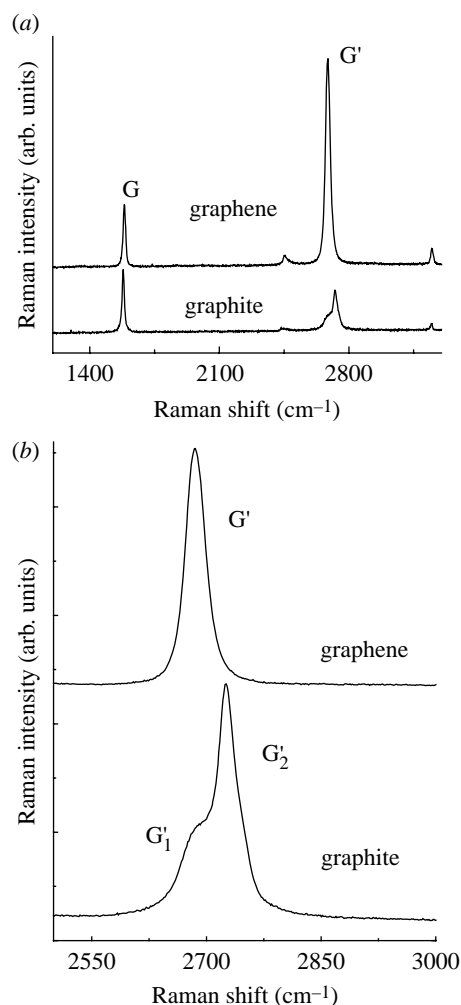 (a)
G'
G
graphene
graphite
Raman intensity (arb. units)
1400 2100 2800
Raman shift (cm–1)
(b)
G'
graphene
G'2
G'1
graphite
Raman intensity (arb. units)
2550 2700 2850 3000
Raman shift (cm–1)